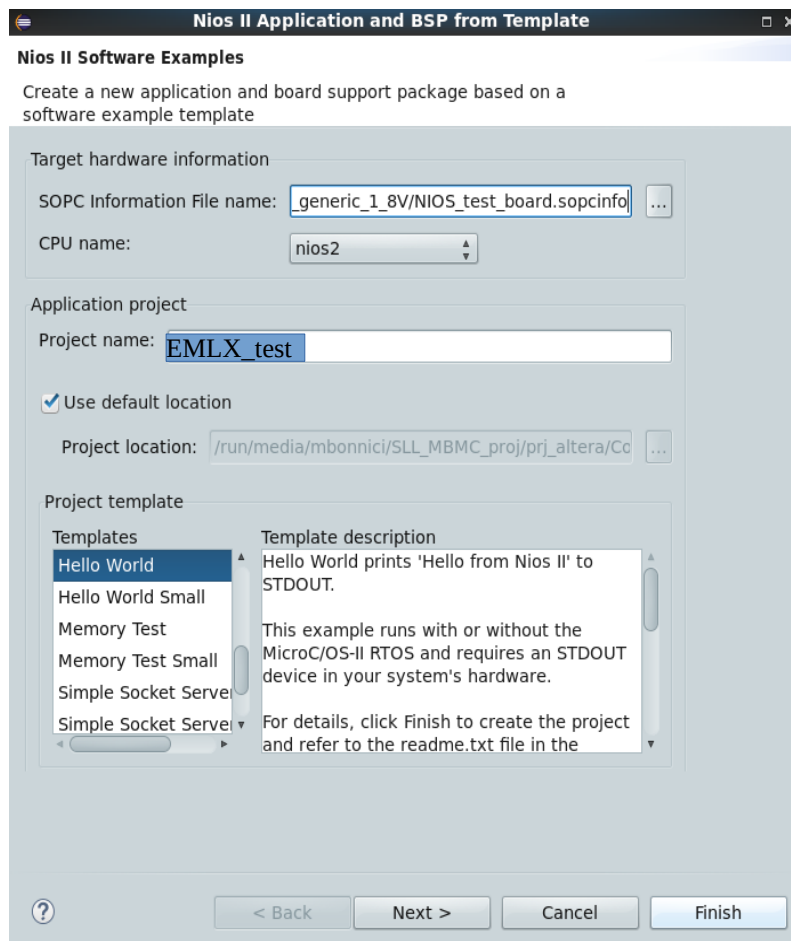 Nios II Application and BSP from Template
Nios II Software Examples
Create a new application and board support package based on a
software example template
Target hardware information
SOPC Information File name: _generic_1_8V/NIOS_test_board.sopcinfo ...
CPU name: nios2
Application project
Project name: EMLX_test
Use default location
Project location: /run/media/mbonnici/SLL_MBMC_proj/prj_altera/Co ...
Project template
Templates
Hello World
Hello World Small
Memory Test
Memory Test Small
Simple Socket Server
Simple Socket Server
Template description
Hello World prints 'Hello from Nios II' to
STDOUT.
This example runs with or without the
MicroC/OS-II RTOS and requires an STDOUT
device in your system's hardware.
For details, click Finish to create the project
and refer to the readme.txt file in the
? < Back Next > Cancel Finish